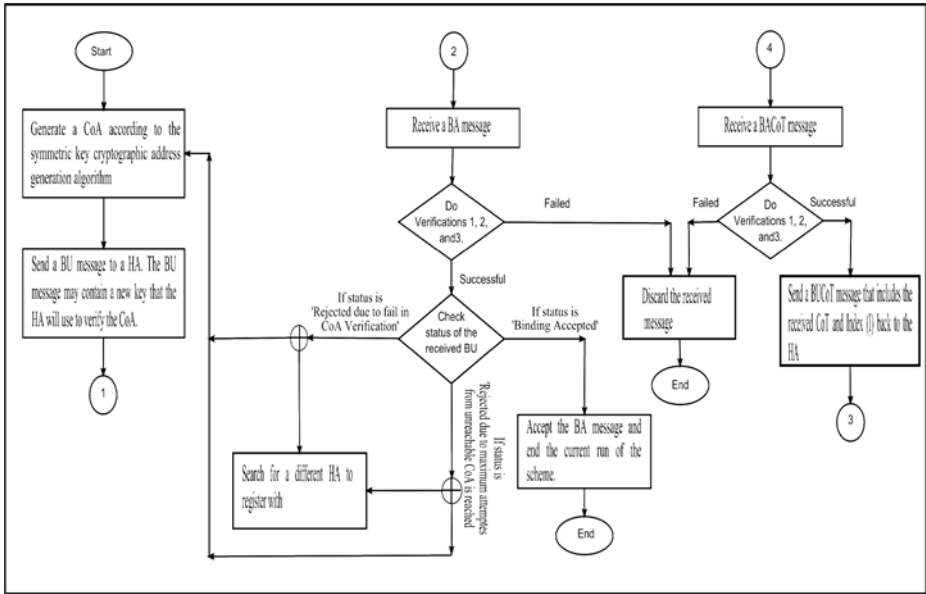 Start
Generate a CoA according to the
symmetric key cryptographic address
generation algorithm
Send a BU message to a HA. The BU
message may contain a new key that the
HA will use to verify the CoA.
1
2
Receive a BA message
Do
Verifications 1, 2,
and3.
Failed
Successful
Check
status of the
received BU
If status is
'Rejected due to fail in
CoA Verification'
If status is
'Binding Accepted'
If status is
'Rejected due to maximum attemptes
from unreachable CoA is reached
Search for a different HA to
register with
Accept the BA message and
end the current run of the
scheme.
End
4
Receive a BACoT message
Do
Verifications 1, 2,
and3.
Failed
Successful
Discard the received
message
End
Send a BUCoT message that includes the
received CoT and Index (I) back to the
HA
3